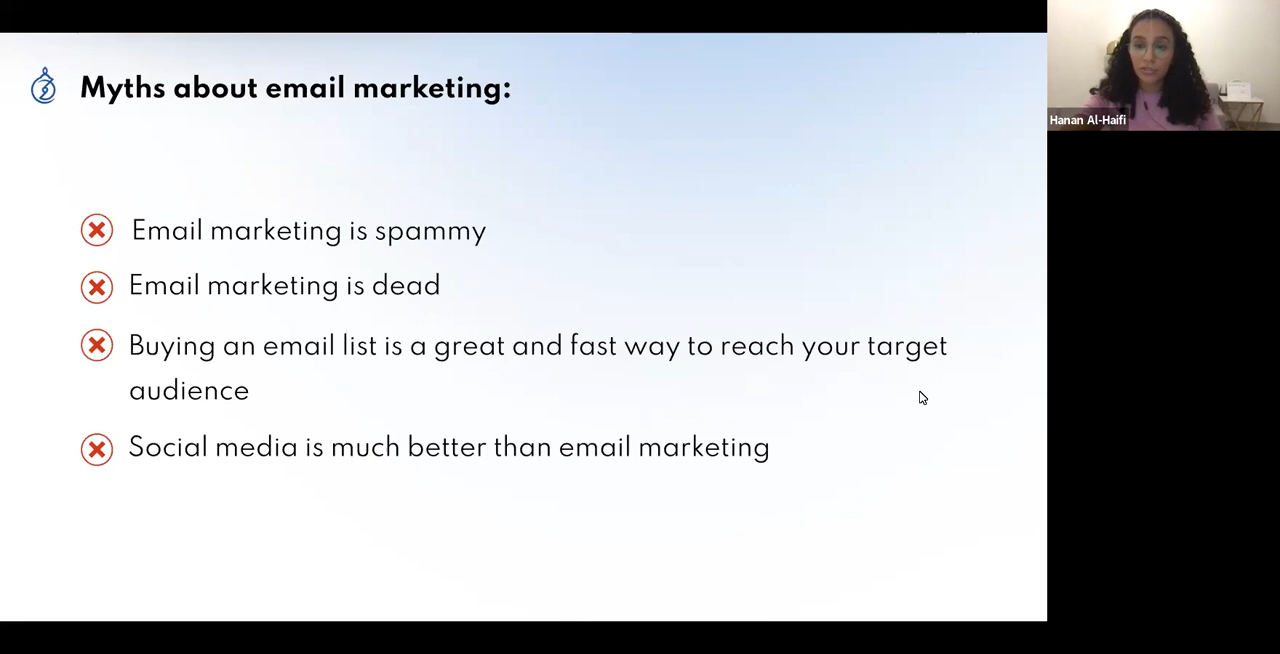 Myths about email marketing:
Email marketing is spammy
Email marketing is dead
Buying an email list is a great and fast way to reach your target
audience
Social media is much better than email marketing
Hanan Al-Haifi